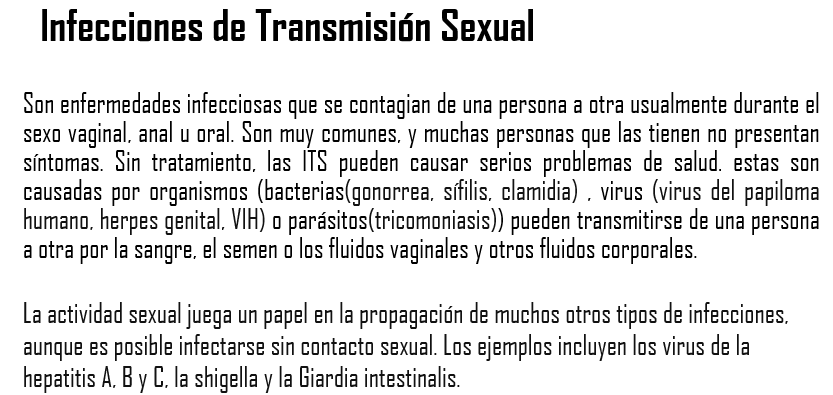 Infecciones de Transmisión Sexual
Son enfermedades infecciosas que se contagian de una persona a otra usualmente durante el
sexo vaginal, anal u oral. Son muy comunes, y muchas personas que las tienen no presentan
síntomas. Sin tratamiento, las ITS pueden causar serios problemas de salud. estas son
causadas por organismos (bacterias(gonorrea, sífilis, clamidia) , virus (virus del papiloma
humano, herpes genital, VIH) o parásitos(tricomoniasis)) pueden transmitirse de una persona
a otra por la sangre, el semen o los fluidos vaginales y otros fluidos corporales.
La actividad sexual juega un papel en la propagación de muchos otros tipos de infecciones,
aunque es posible infectarse sin contacto sexual. Los ejemplos incluyen los virus de la
hepatitis A, B y C, la shigella y la Giardia intestinalis.